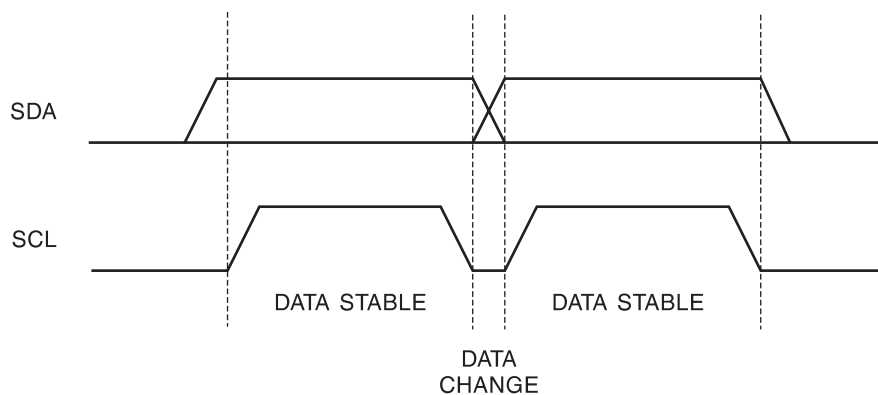 SDA
SCL
DATA STABLE
DATA STABLE
DATA
CHANGE